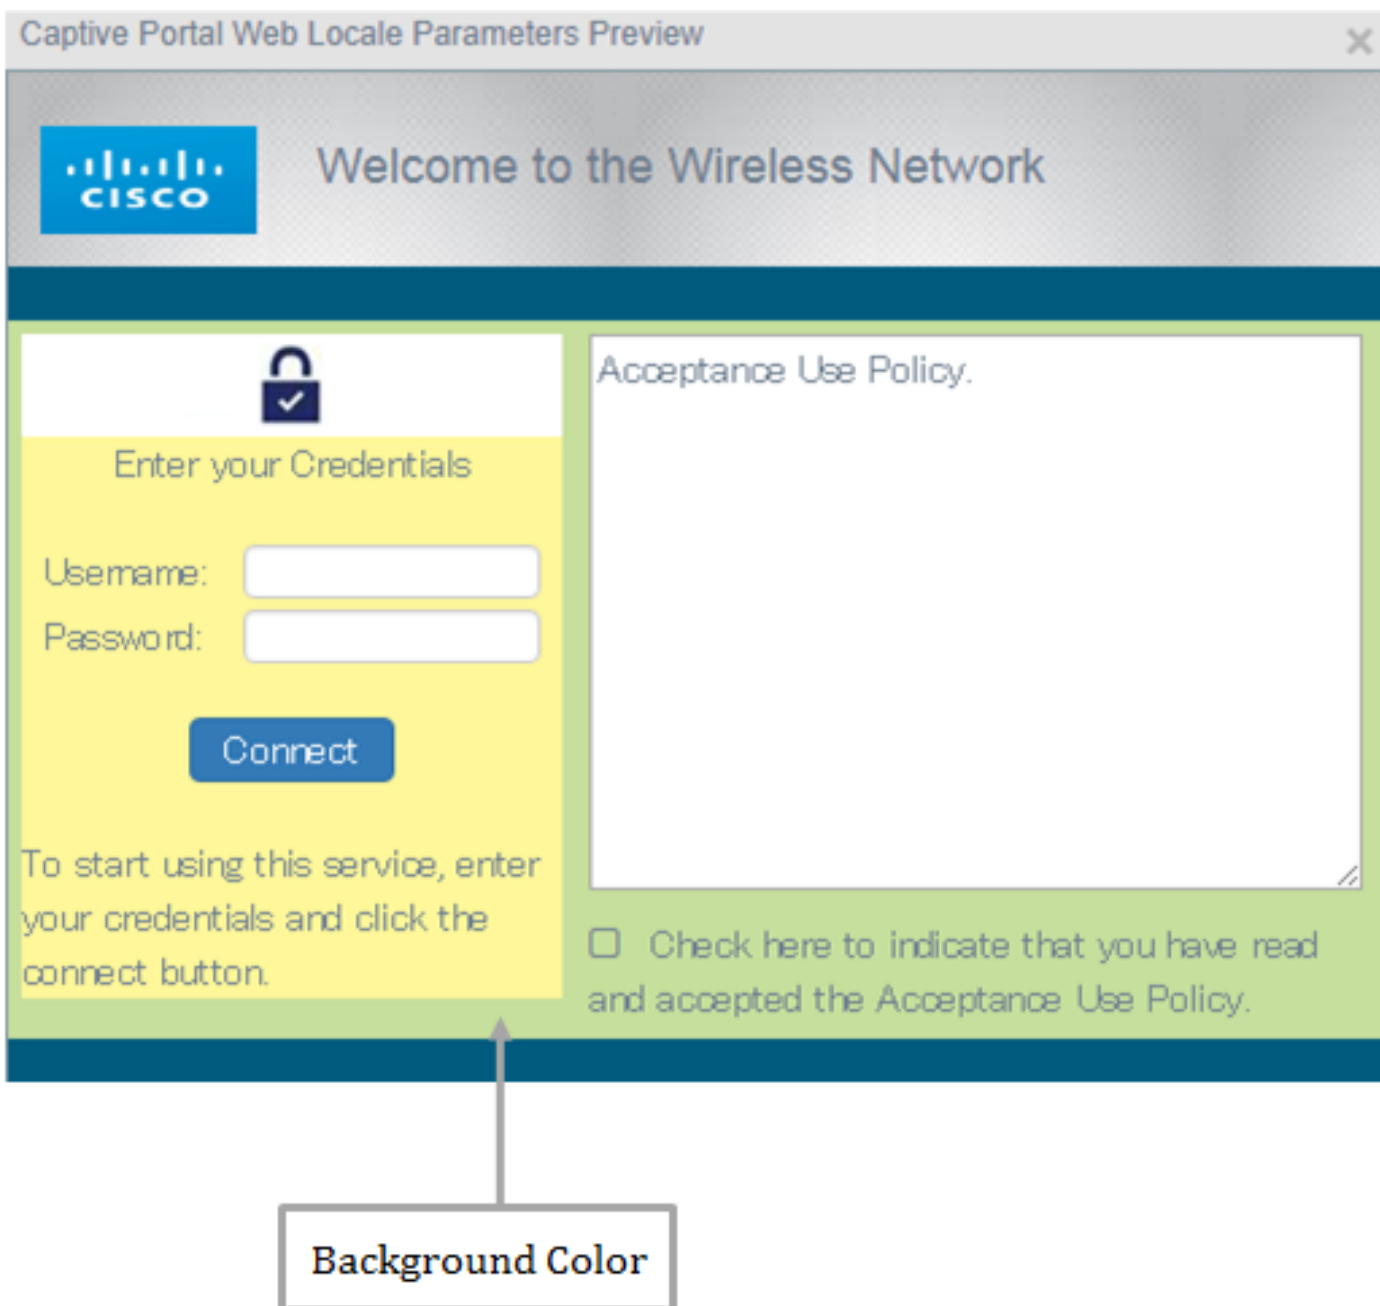 Captive Portal Web Locale Parameters Preview
CISCO
Welcome to the Wireless Network
Enter your Credentials
Username:
Password:
Connect
To start using this service, enter
your credentials and click the
connect button.
Acceptance Use Policy.
Check here to indicate that you have read
and accepted the Acceptance Use Policy.
Background Color